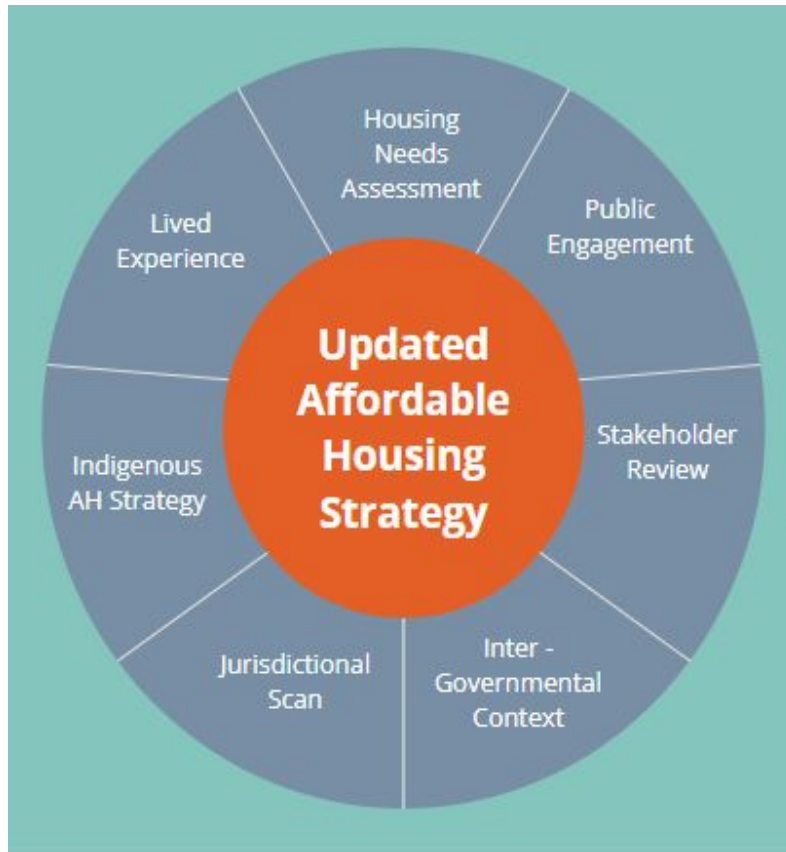 Housing
Needs
Assessment
Public
Engagement
Stakeholder
Review
Inter -
Governmental
Context
Jurisdictional
Scan
Indigenous
AH Strategy
Lived
Experience
Updated
Affordable
Housing
Strategy